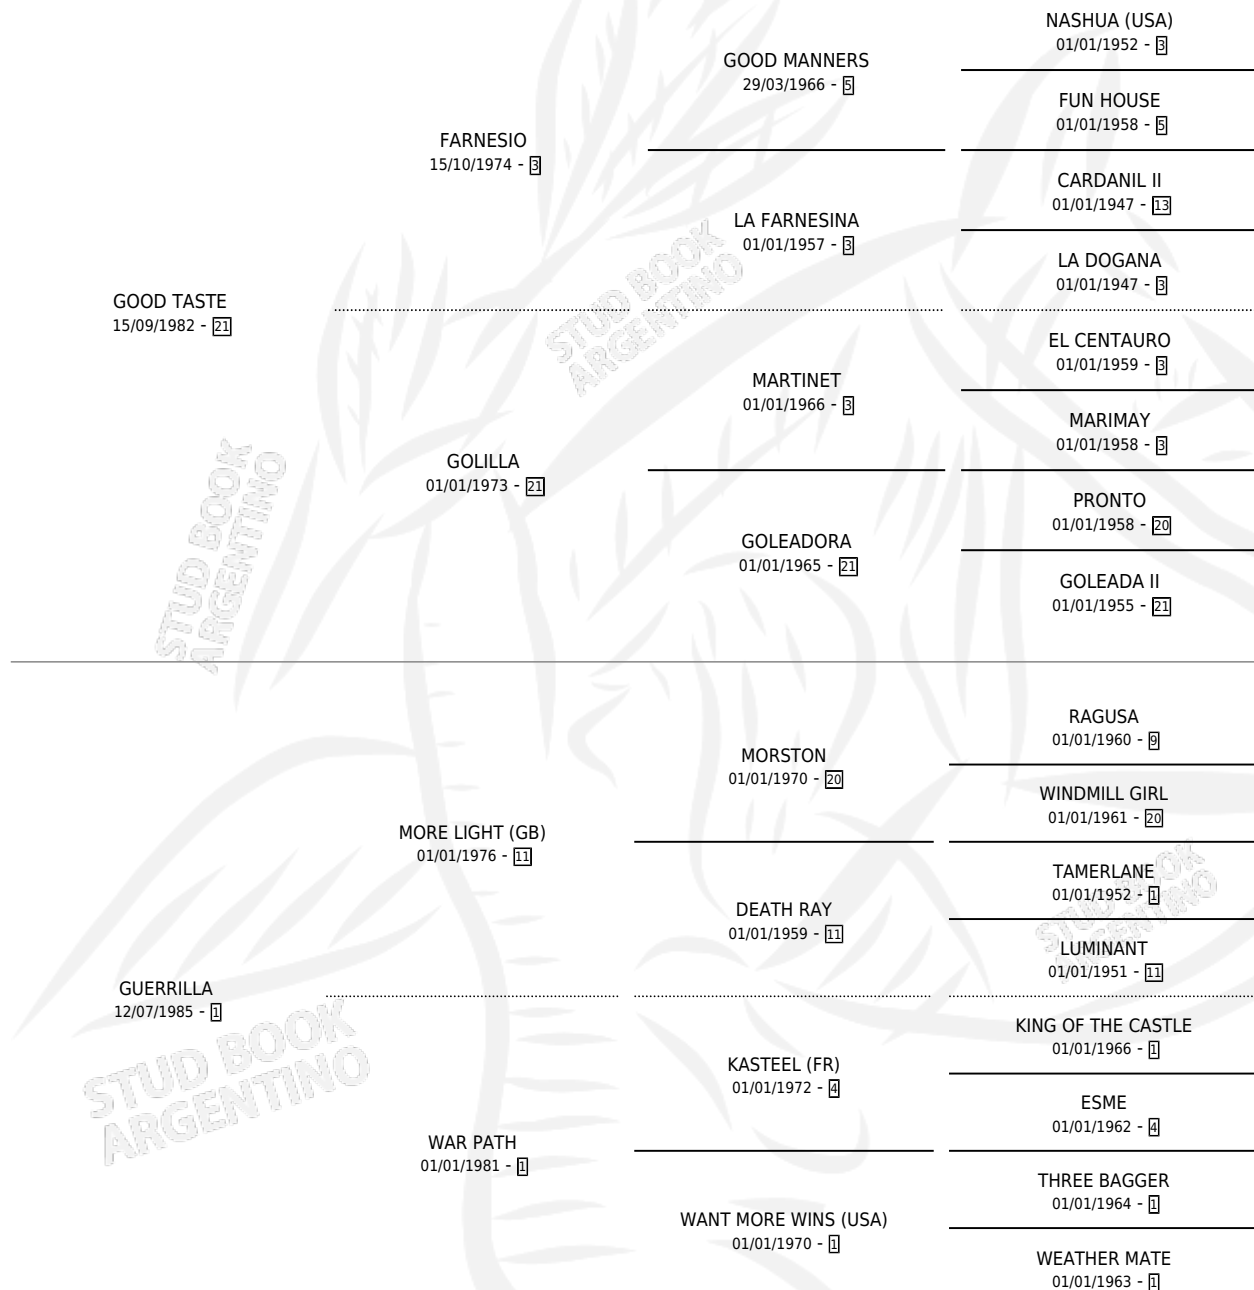 NASHUA (USA)
01/01/1952 - 3
GOOD MANNERS
29/03/1966 - 5
FUN HOUSE
01/01/1958 - 5
FARNESIO
15/10/1974 - 3
CARDANIL II
01/01/1947 - 13
LA FARNESINA
01/01/1957 - 3
LA DOGANA
01/01/1947 - 3
GOOD TASTE
15/09/1982 - 21
STUD BOOK
ARGENTINO
EL CENTAURO
01/01/1959 - 3
MARTINET
01/01/1966 - 3
MARIMAY
01/01/1958 - 3
GOLILLA
01/01/1973 - 21
PRONTO
01/01/1958 - 20
GOLEADORA
01/01/1965 - 21
GOLEADA II
01/01/1955 - 21
STUD BOOK
ARGENTINO
RAGUSA
01/01/1960 - 9
MORSTON
01/01/1970 - 20
WINDMILL GIRL
01/01/1961 - 20
MORE LIGHT (GB)
01/01/1976 - 11
TAMERLANE
01/01/1952 - 1
DEATH RAY
01/01/1959 - 11
LUMINANT
01/01/1951 - 11
STUD BOOK
ARGENTINO
GUERRILLA
12/07/1985 - 1
KING OF THE CASTLE
01/01/1966 - 1
KASTEEL (FR)
01/01/1972 - 4
ESME
01/01/1962 - 4
STUD BOOK
ARGENTINO
WAR PATH
01/01/1981 - 1
THREE BAGGER
01/01/1964 - 1
WANT MORE WINS (USA)
01/01/1970 - 1
WEATHER MATE
01/01/1963 - 1